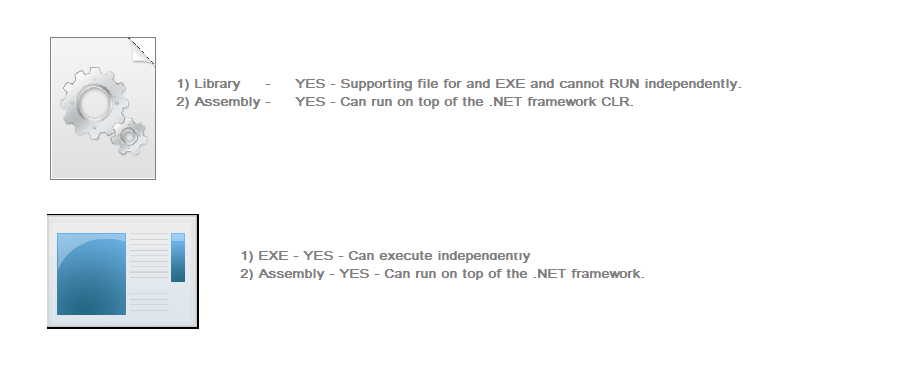 1) Library - YES - Supporting file for and EXE and cannot RUN independently.
2) Assembly - YES - Can run on top of the .NET framework CLR.
1) EXE - YES - Can execute independently
2) Assembly - YES - Can run on top of the .NET framework.